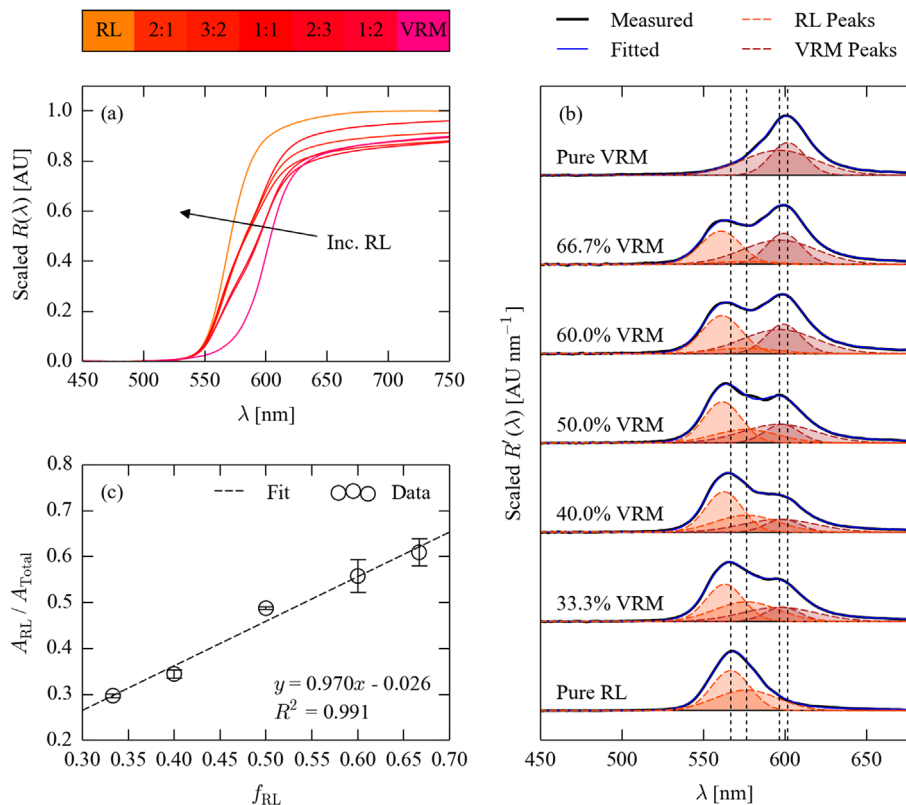 RL 2:1 3:2 1:1 2:3 1:2 VRM
(a)
Scaled R(λ) [AU]
1.0
0.8
0.6
0.4
0.2
0.0
Inc. RL
450 500 550 600 650 700 750
λ [nm]
Measured
Fitted
RL Peaks
VRM Peaks
(b)
Scaled R′(λ) [AU nm⁻¹]
Pure VRM
66.7% VRM
60.0% VRM
50.0% VRM
40.0% VRM
33.3% VRM
Pure RL
450 500 550 600 650
λ [nm]
(c)
Fit
Data
A_RL / A_Total
0.8
0.7
0.6
0.5
0.4
0.3
0.2
y = 0.970x - 0.026
R² = 0.991
0.30 0.35 0.40 0.45 0.50 0.55 0.60 0.65 0.70
f_RL